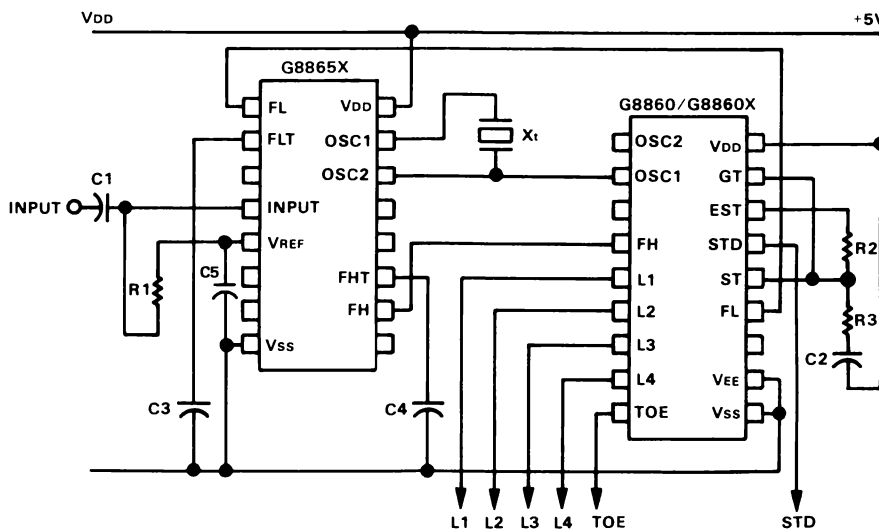 VDD
+5V
G8865X
FL
VDD
FLT
OSC1
OSC2
INPUT
VREF
FHT
FH
VSS
Xt
C1
INPUT
R1
C5
C3
C4
G8860/G8860X
OSC2
VDD
OSC1
GT
EST
FH
STD
L1
ST
L2
FL
L3
L4
VEE
TOE
VSS
R2
R3
C2
L1 L2 L3 L4 TOE STD